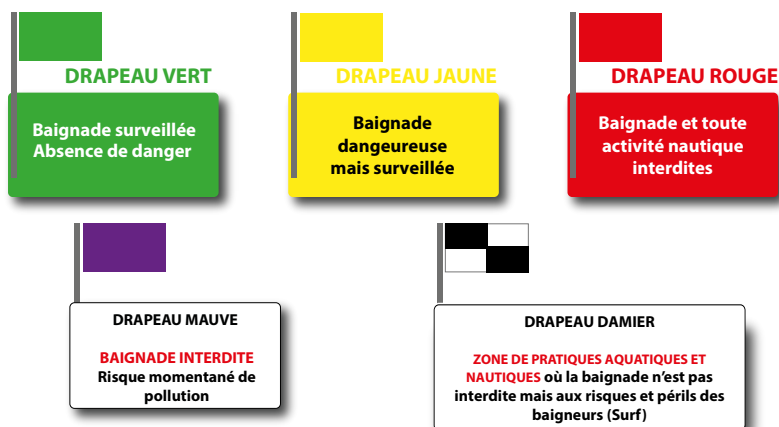 DRAPEAU VERT
Baignade surveillée
Absence de danger
DRAPEAU JAUNE
Baignade
dangeureuse
mais surveillée
DRAPEAU ROUGE
Baignade et toute
activité nautique
interdites
DRAPEAU MAUVE
BAIGNADE INTERDITE
Risque momentané de
pollution
DRAPEAU DAMIER
ZONE DE PRATIQUES AQUATIQUES ET
NAUTIQUES où la baignade n’est pas
interdite mais aux risques et périls des
baigneurs (Surf)